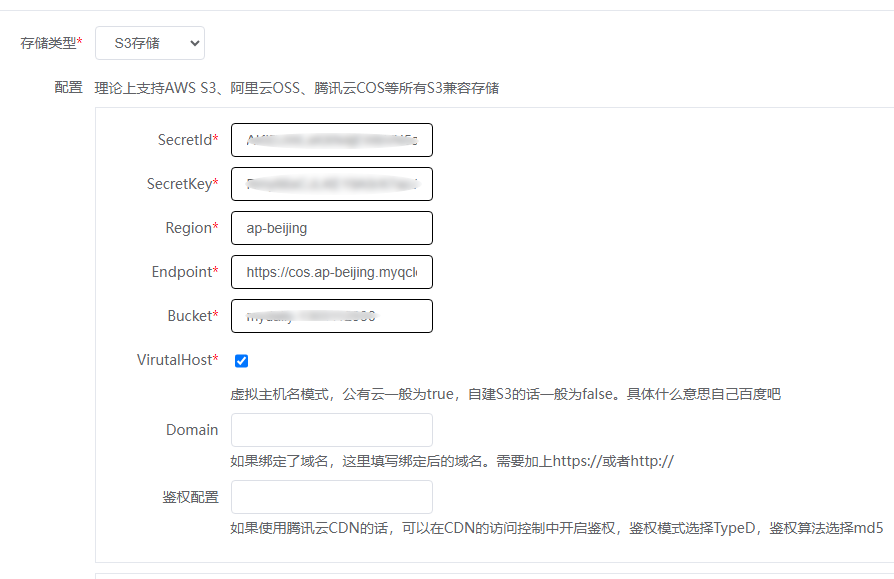 存储类型* S3存储
配置 理论上支持AWS S3、阿里云OSS、腾讯云COS等所有S3兼容存储
SecretId*
SecretKey*
Region* ap-beijing
Endpoint* https://cos.ap-beijing.myqcl
Bucket*
VirutalHost*
虚拟主机名模式，公有云一般为true，自建S3的话一般为false。具体什么意思自己百度吧
Domain
如果绑定了域名，这里填写绑定后的域名。需要加上https://或者http://
鉴权配置
如果使用腾讯云CDN的话，可以在CDN的访问控制中开启鉴权，鉴权模式选择TypeD，鉴权算法选择md5